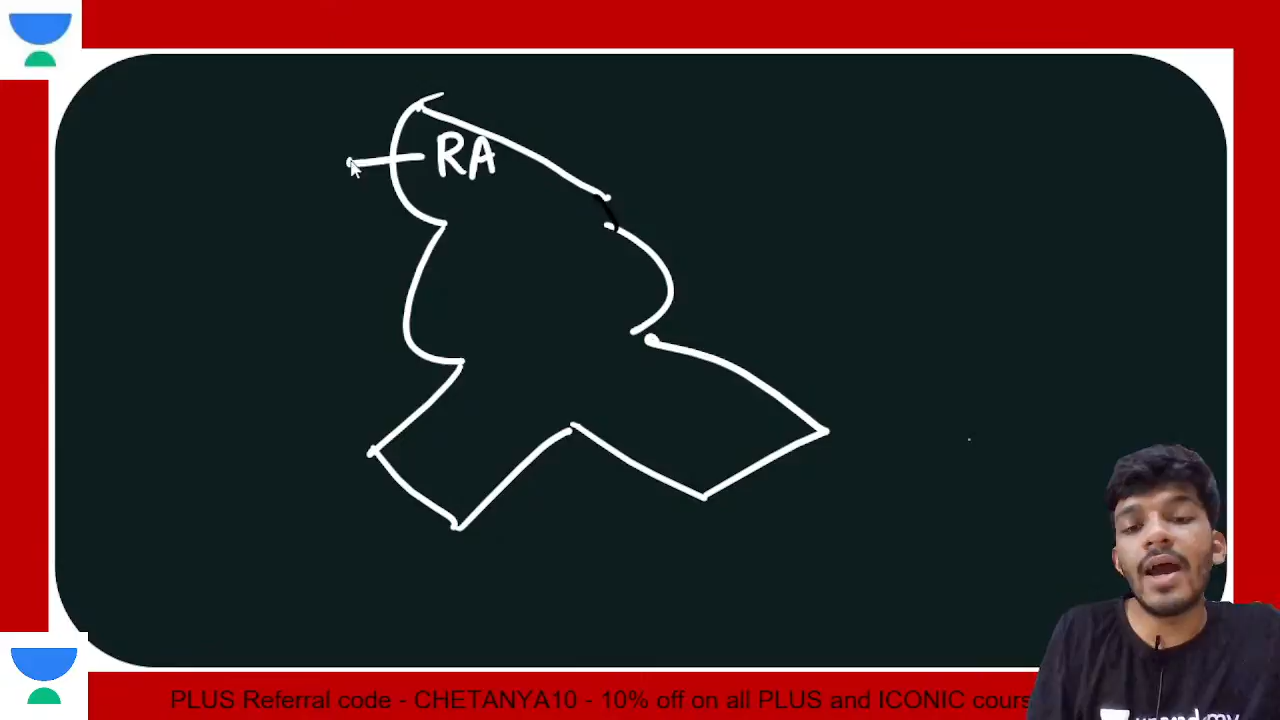 RA
PLUS Referral code - CHETANYA10 - 10% off on all PLUS and ICONIC cours